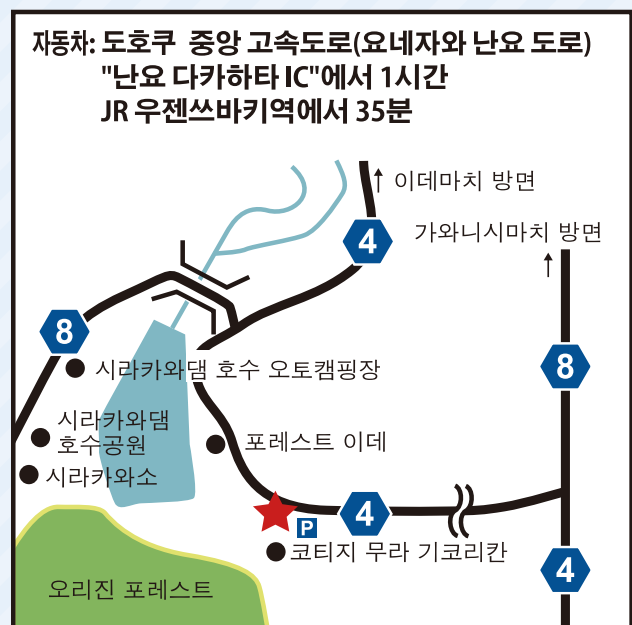 자동차: 도호쿠 중앙 고속도로(요네자와 난요 도로)
"난요 다카하타 IC"에서 1시간
JR 우젠쓰바키역에서 35분
↑ 이데마치 방면
4
가와니시마치 방면
↑
8
8
시라카와댐 호수 오토캠핑장
시라카와댐
호수공원
포레스트 이데
시라카와소
4
P
코티지 무라 기코리칸
4
오리진 포레스트